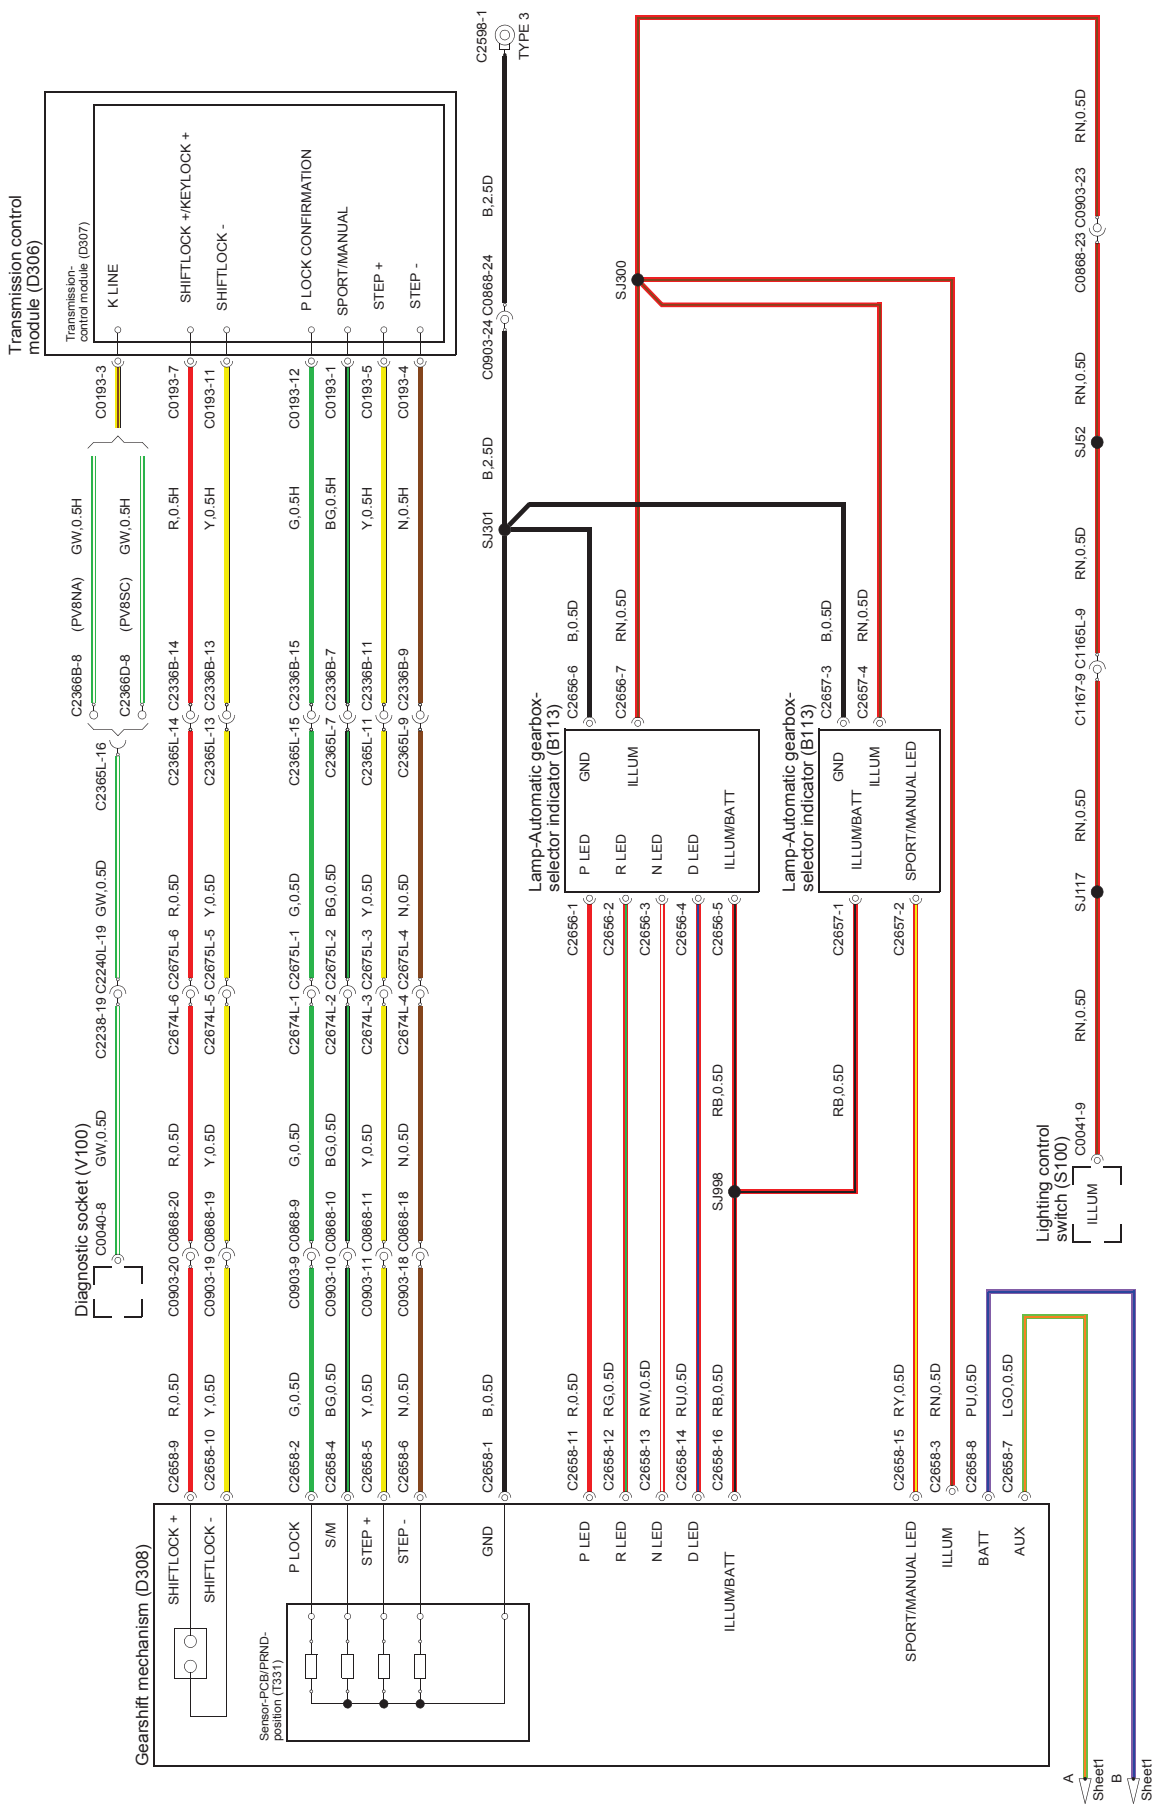 Transmission control
module (D306)
Transmission-
control module (D307)
K LINE
SHIFTLOCK +/KEYLOCK +
SHIFTLOCK -
P LOCK CONFIRMATION
SPORT/MANUAL
STEP +
STEP -
C0193-3
C0193-7
C0193-11
C0193-12
C0193-1
C0193-5
C0193-4
GW,0.5H
GW,0.5H
R,0.5H
Y,0.5H
G,0.5H
BG,0.5H
Y,0.5H
N,0.5H
(PV8NA)
(PV8SC)
C2366B-8
C2366D-8
C2336B-14
C2336B-13
C2336B-15
C2336B-7
C2336B-11
C2336B-9
C2365L-16
C2365L-14
C2365L-13
C2365L-15
C2365L-7
C2365L-11
C2365L-9
GW,0.5D
R,0.5D
Y,0.5D
G,0.5D
BG,0.5D
Y,0.5D
N,0.5D
C2240L-19
C2675L-6
C2675L-5
C2675L-1
C2675L-2
C2675L-3
C2675L-4
C2238-19
C2674L-6
C2674L-5
C2674L-1
C2674L-2
C2674L-3
C2674L-4
GW,0.5D
R,0.5D
Y,0.5D
G,0.5D
BG,0.5D
Y,0.5D
N,0.5D
Diagnostic socket (V100)
C0040-8
C0868-20
C0868-19
C0868-9
C0868-10
C0868-11
C0868-18
C0903-20
C0903-19
C0903-9
C0903-10
C0903-11
C0903-18
R,0.5D
Y,0.5D
G,0.5D
BG,0.5D
Y,0.5D
N,0.5D
B,0.5D
C2658-9
C2658-10
C2658-2
C2658-4
C2658-5
C2658-6
C2658-1
Gearshift mechanism (D308)
SHIFTLOCK +
SHIFTLOCK -
P LOCK
S/M
STEP +
STEP -
GND
Sensor-PCB/PRND-
position (T331)
C2598-1
TYPE 3
B,2.5D
C0868-24
C0903-24
B,2.5D
SJ301
B,0.5D
RN,0.5D
B,0.5D
RN,0.5D
C2656-6
C2656-7
C2657-3
C2657-4
Lamp-Automatic gearbox-
selector indicator (B113)
GND
ILLUM
P LED
R LED
N LED
D LED
ILLUM/BATT
C2656-1
C2656-2
C2656-3
C2656-4
C2656-5
Lamp-Automatic gearbox-
selector indicator (B113)
GND
ILLUM
ILLUM/BATT
SPORT/MANUAL LED
C2657-1
C2657-2
RB,0.5D
RB,0.5D
SJ998
R,0.5D
RG,0.5D
RW,0.5D
RU,0.5D
RB,0.5D
RY,0.5D
RN,0.5D
PU,0.5D
LGO,0.5D
C2658-11
C2658-12
C2658-13
C2658-14
C2658-16
C2658-15
C2658-3
C2658-8
C2658-7
P LED
R LED
N LED
D LED
ILLUM/BATT
SPORT/MANUAL LED
ILLUM
BATT
AUX
SJ300
RN,0.5D
C0903-23
C0868-23
RN,0.5D
SJ52
RN,0.5D
C1165L-9
C1167-9
RN,0.5D
SJ117
RN,0.5D
C0041-9
Lighting control
switch (S100)
ILLUM
A
Sheet1
B
Sheet1